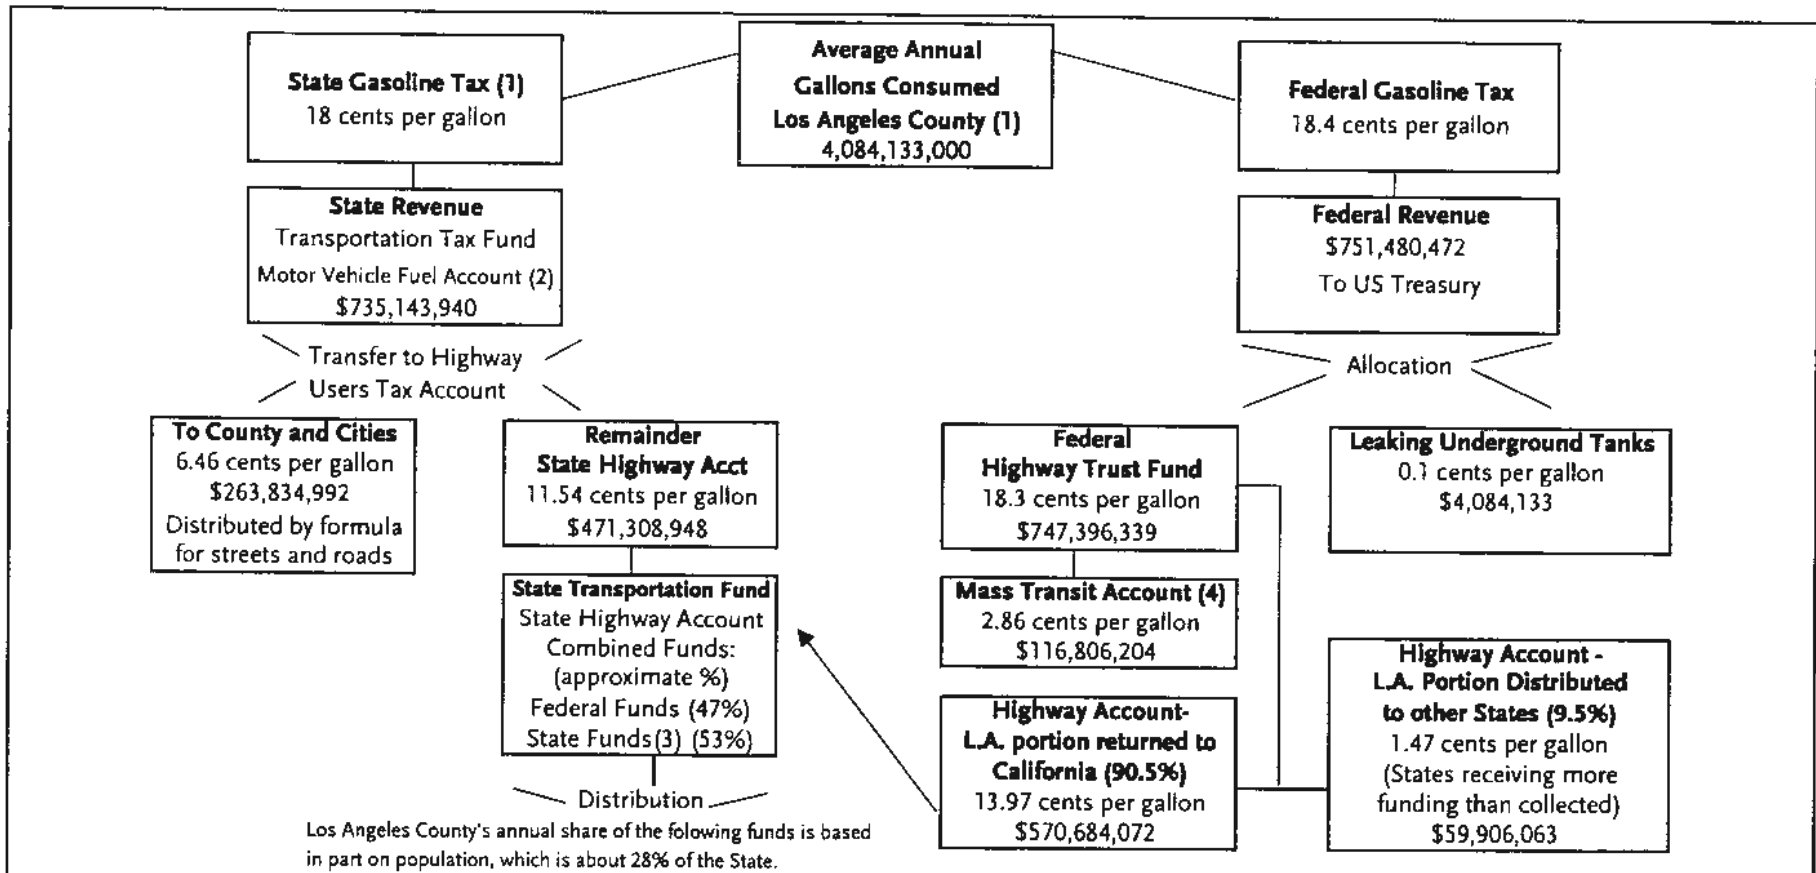 State Gasoline Tax (1)
18 cents per gallon
Average Annual
Gallons Consumed
Los Angeles County (1)
4,084,133,000
Federal Gasoline Tax
18.4 cents per gallon
State Revenue
Transportation Tax Fund
Motor Vehicle Fuel Account (2)
$735,143,940
Federal Revenue
$751,480,472
To US Treasury
Transfer to Highway
Users Tax Account
Allocation
To County and Cities
6.46 cents per gallon
$263,834,992
Distributed by formula
for streets and roads
Remainder
State Highway Acct
11.54 cents per gallon
$471,308,948
Federal
Highway Trust Fund
18.3 cents per gallon
$747,396,339
Leaking Underground Tanks
0.1 cents per gallon
$4,084,133
State Transportation Fund
State Highway Account
Combined Funds:
(approximate %)
Federal Funds (47%)
State Funds(3) (53%)
Mass Transit Account (4)
2.86 cents per gallon
$116,806,204
Highway Account-
L.A. portion returned to
California (90.5%)
13.97 cents per gallon
$570,684,072
Highway Account -
L.A. Portion Distributed
to other States (9.5%)
1.47 cents per gallon
(States receiving more
funding than collected)
$59,906,063
Distribution
Los Angeles County's annual share of the folowing funds is based
in part on population, which is about 28% of the State.